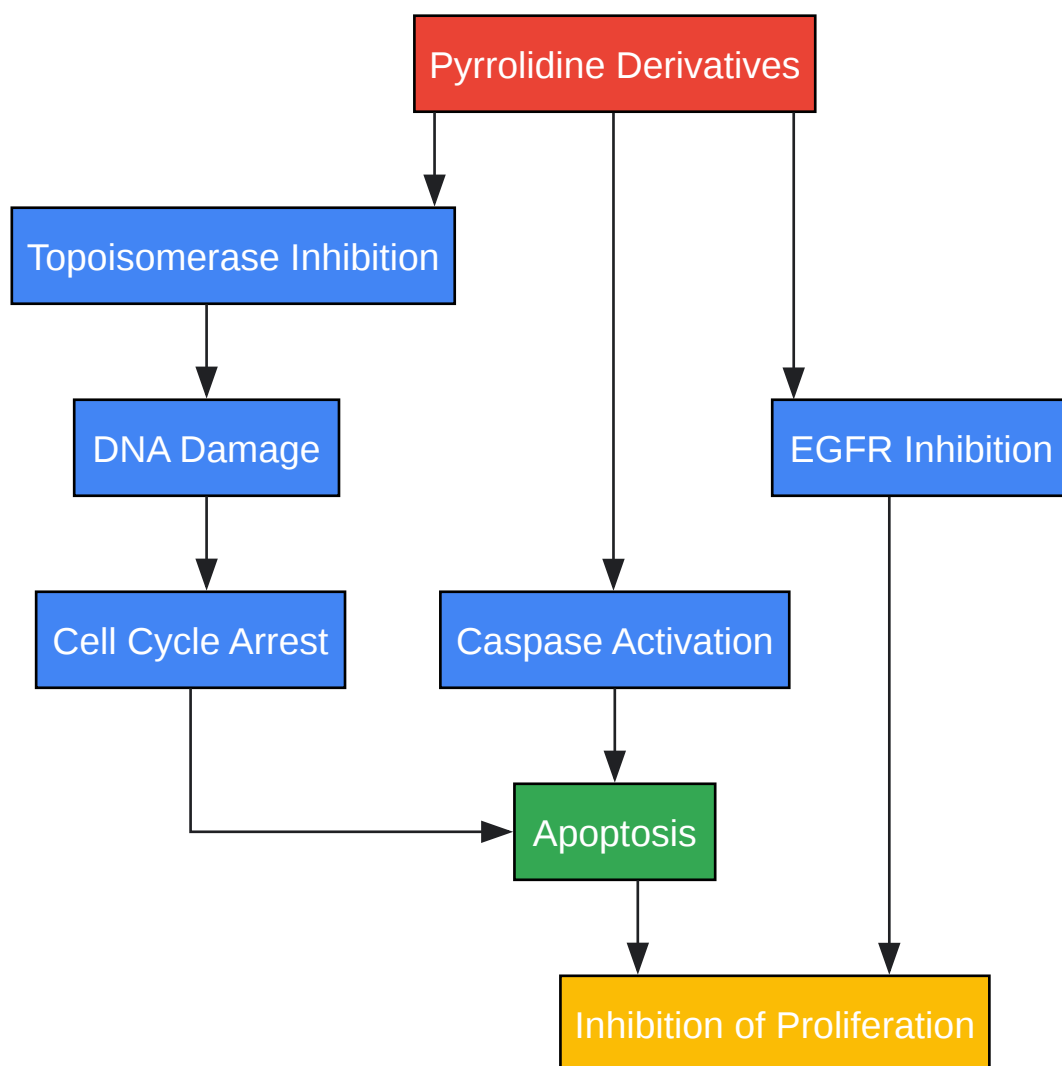 Pyrrolidine Derivatives
Topoisomerase Inhibition
DNA Damage
EGFR Inhibition
Cell Cycle Arrest
Caspase Activation
Apoptosis
Inhibition of Proliferation